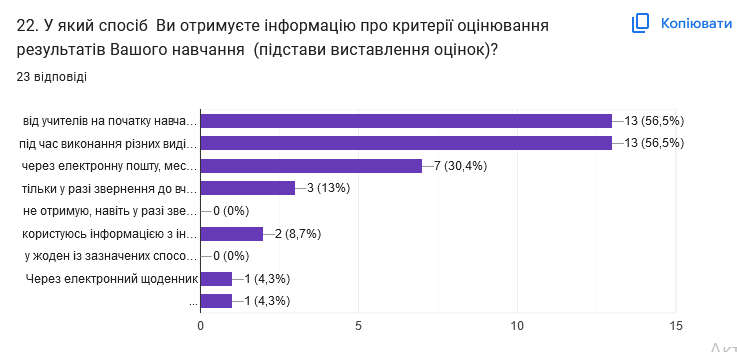 22. У який спосіб Ви отримуєте інформацію про критерії оцінювання
результатів Вашого навчання (підстави виставлення оцінок)?
Копіювати
23 відповіді
від учителів на початку навча...
13 (56,5%)
під час виконання різних виді...
13 (56,5%)
через електронну пошту, мес...
7 (30,4%)
тільки у разі звернення до вч...
3 (13%)
не отримую, навіть у разі зве...
0 (0%)
користуюсь інформацією з ін...
2 (8,7%)
у жоден із зазначених спосо...
0 (0%)
Через електронний щоденник
1 (4,3%)
...
1 (4,3%)
0 5 10 15